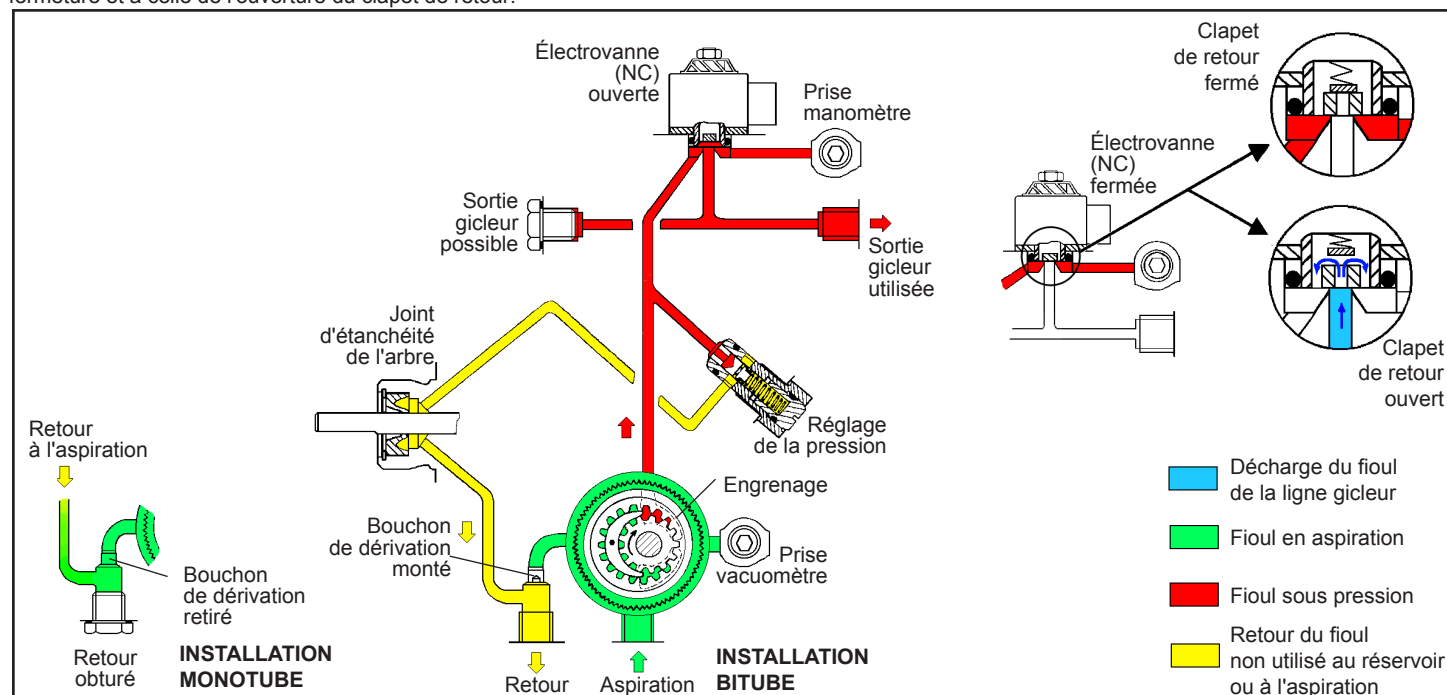 fermeture et à celle de l'ouverture du clapet de retour.
Électrovanne
(NC)
ouverte
Prise
manomètre
Clapet
de retour
fermé
Électrovanne
(NC)
fermée
Sortie
gicleur
possible
Sortie
gicleur
utilisée
Clapet
de retour
ouvert
Joint
d'étanchéité
de l'arbre
Réglage
de la pression
Retour
à l'aspiration
Engrenage
Bouchon
de dérivation
monté
Prise
vacuomètre
Bouchon
de dérivation
retiré
Retour
obturé
INSTALLATION
MONOTUBE
Retour
Aspiration
INSTALLATION
BITUBE
Décharge du fioul
de la ligne gicleur
Fioul en aspiration
Fioul sous pression
Retour du fioul
non utilisé au réservoir
ou à l'aspiration